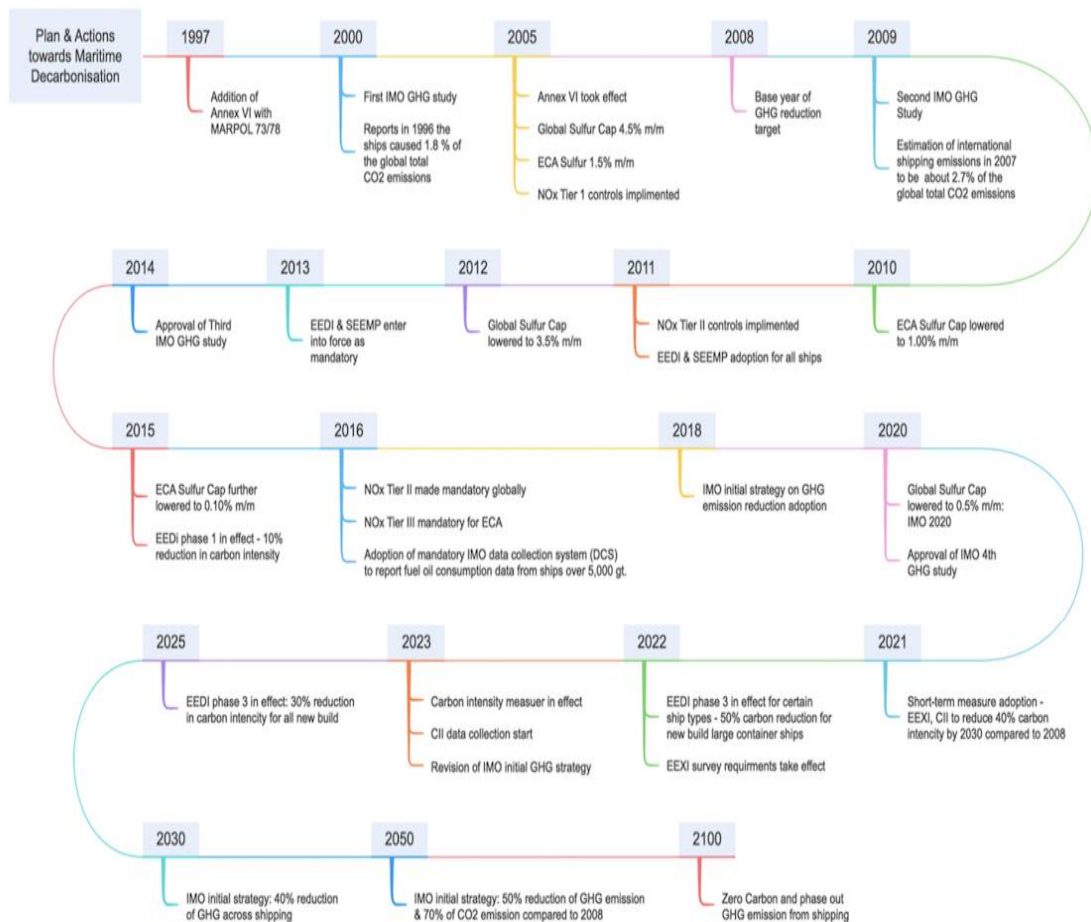 Plan & Actions
towards Maritime
Decarbonisation
1997
Addition of
Annex VI with
MARPOL 73/78
2000
First IMO GHG study
Reports in 1996 the
ships caused 1.8 % of
the global total
CO2 emissions
2005
Annex VI took effect
Global Sulfur Cap 4.5% m/m
ECA Sulfur 1.5% m/m
NOx Tier 1 controls implimented
2008
Base year of
GHG reduction
target
2009
Second IMO GHG
Study
Estimation of international
shipping emissions in 2007
to be about 2.7% of the
global total CO2 emissions
2014
Approval of Third
IMO GHG study
2013
EEDI & SEEMP enter
into force as
mandatory
2012
Global Sulfur Cap
lowered to 3.5% m/m
2011
NOx Tier II controls implimented
EEDI & SEEMP adoption for all ships
2010
ECA Sulfur Cap lowered
to 1.00% m/m
2015
ECA Sulfur Cap further
lowered to 0.10% m/m
EEDi phase 1 in effect - 10%
reduction in carbon intensity
2016
NOx Tier II made mandatory globally
NOx Tier III mandatory for ECA
Adoption of mandatory IMO data collection system (DCS)
to report fuel oil consumption data from ships over 5,000 gt.
2018
IMO initial strategy on GHG
emission reduction adoption
2020
Global Sulfur Cap
lowered to 0.5% m/m:
IMO 2020
Approval of IMO 4th
GHG study
2025
EEDI phase 3 in effect: 30% reduction
in carbon intencity for all new build
2023
Carbon intensity measuer in effect
CII data collection start
Revision of IMO initial GHG strategy
2022
EEDI phase 3 in effect for certain
ship types - 50% carbon reduction for
new build large container ships
EEXI survey requirments take effect
2021
Short-term measure adoption -
EEXI, CII to reduce 40% carbon
intencity by 2030 compared to 2008
2030
IMO initial strategy: 40% reduction
of GHG across shipping
2050
IMO initial strategy: 50% reduction of GHG emission
& 70% of CO2 emission compared to 2008
2100
Zero Carbon and phase out
GHG emission from shipping